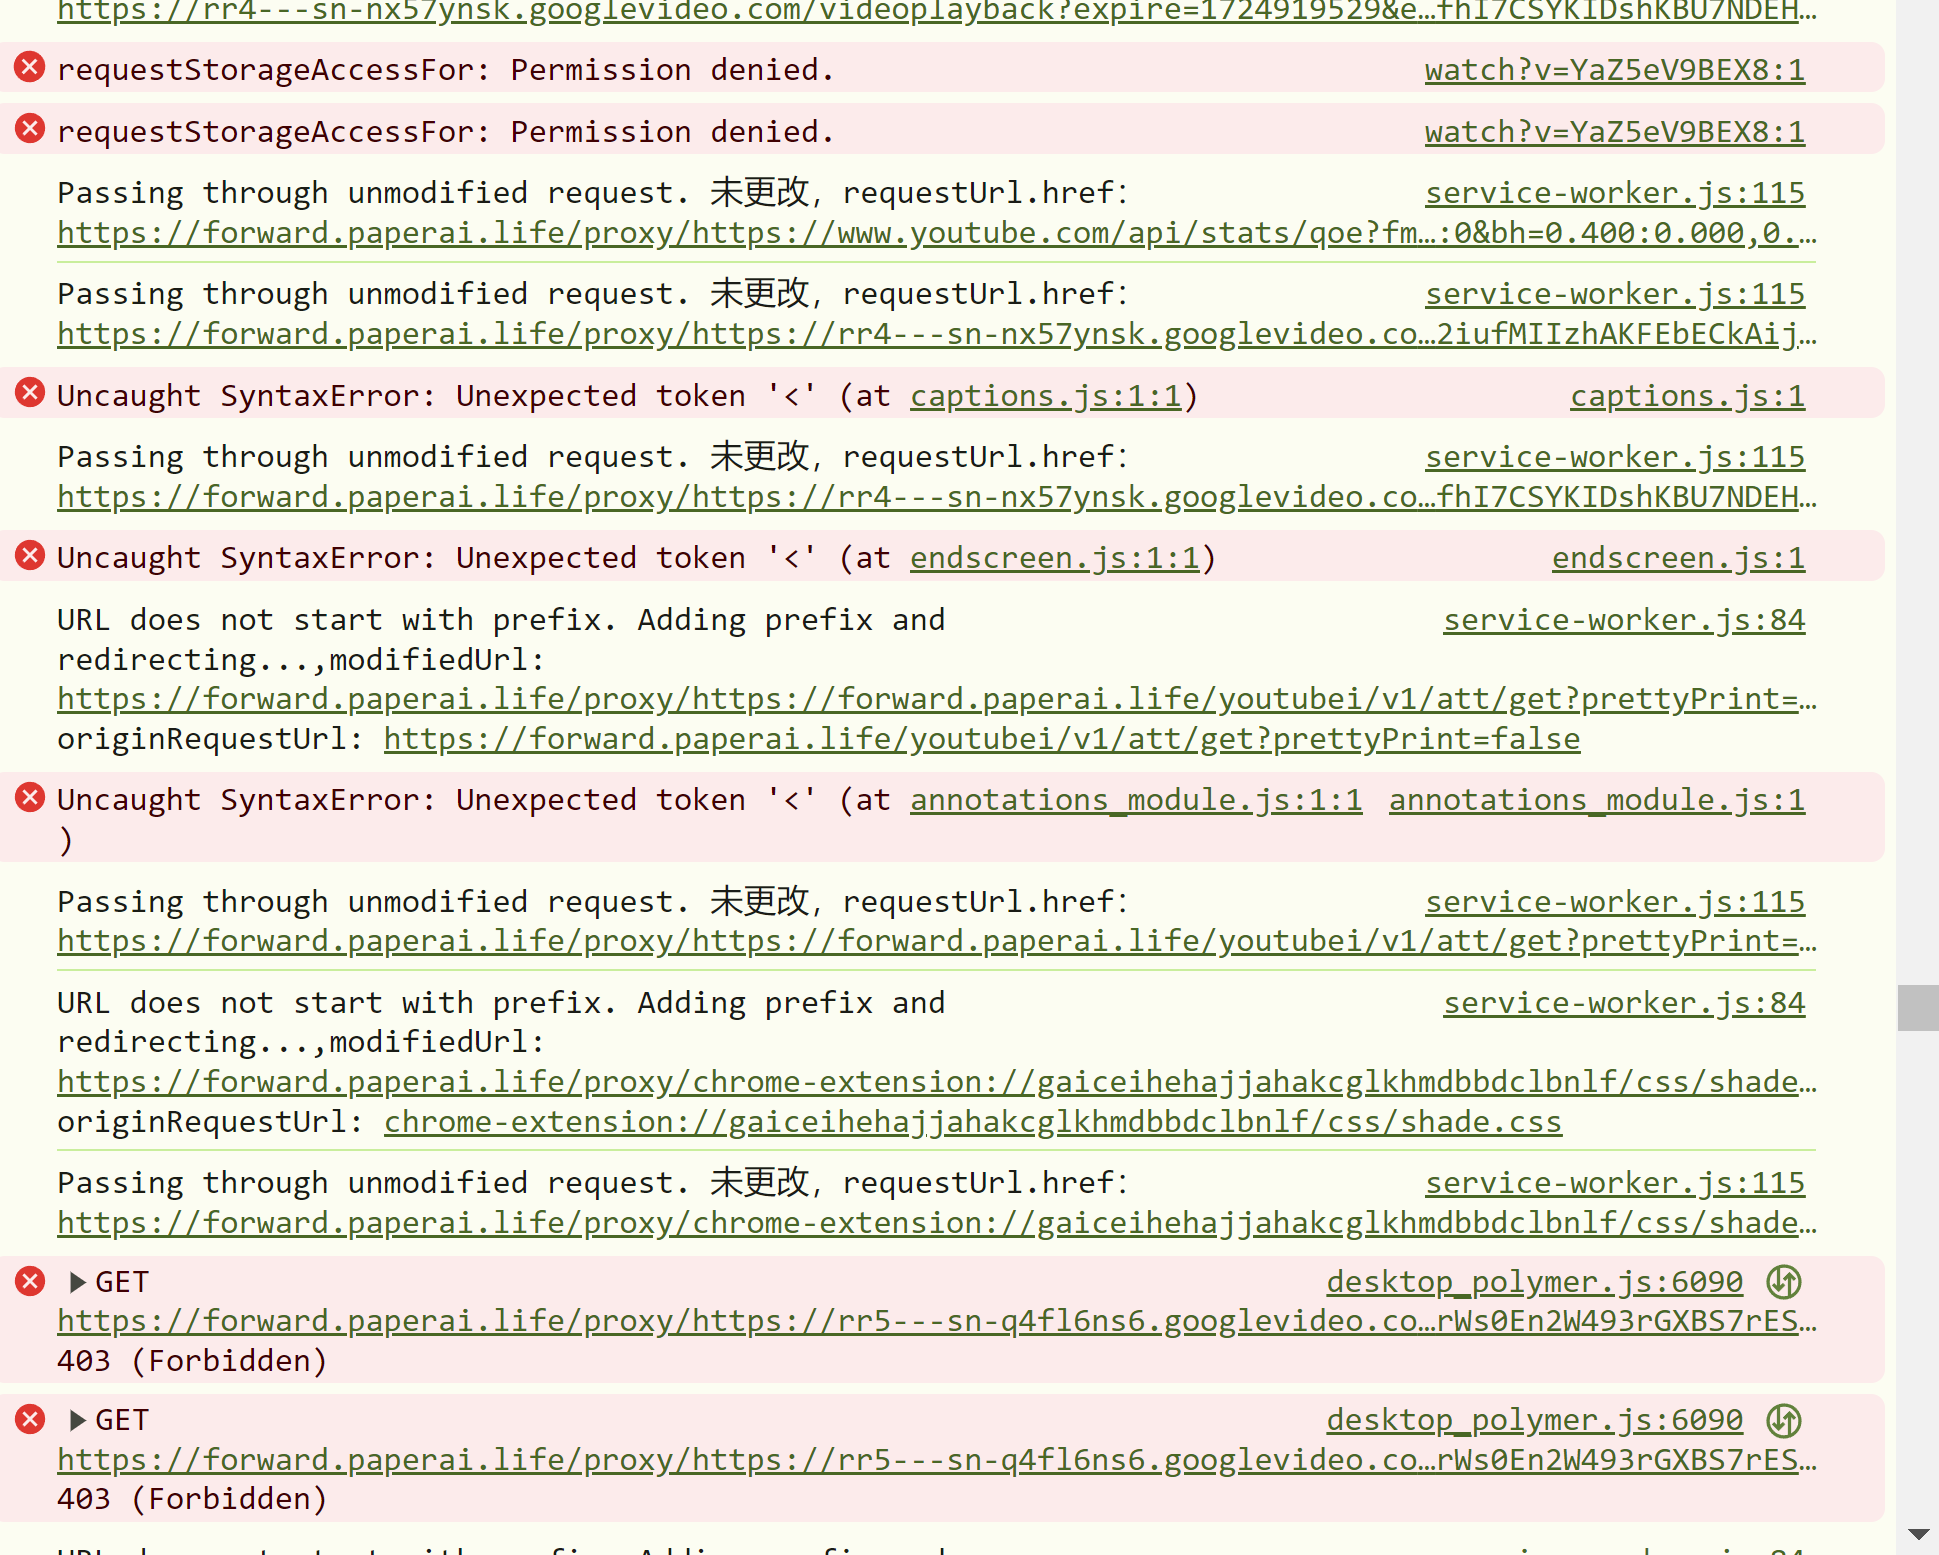 https://rr4---sn-nx57ynsk.googlevideo.com/videoplayback?expire=1724919529&e…fhI7CSYKIDshKBU7NDEH…
requestStorageAccessFor: Permission denied. watch?v=YaZ5eV9BEX8:1
requestStorageAccessFor: Permission denied. watch?v=YaZ5eV9BEX8:1
Passing through unmodified request. 未更改, requestUrl.href: service-worker.js:115
https://forward.paperai.life/proxy/https://www.youtube.com/api/stats/qoe?fm…:0&bh=0.400:0.000,0.…
Passing through unmodified request. 未更改, requestUrl.href: service-worker.js:115
https://forward.paperai.life/proxy/https://rr4---sn-nx57ynsk.googlevideo.co…2iufMIIzhAKFEbECkAij…
Uncaught SyntaxError: Unexpected token '<' (at captions.js:1:1) captions.js:1
Passing through unmodified request. 未更改, requestUrl.href: service-worker.js:115
https://forward.paperai.life/proxy/https://rr4---sn-nx57ynsk.googlevideo.co…fhI7CSYKIDshKBU7NDEH…
Uncaught SyntaxError: Unexpected token '<' (at endscreen.js:1:1) endscreen.js:1
URL does not start with prefix. Adding prefix and service-worker.js:84
redirecting...,modifiedUrl:
https://forward.paperai.life/proxy/https://forward.paperai.life/youtubei/v1/att/get?prettyPrint=…
originRequestUrl: https://forward.paperai.life/youtubei/v1/att/get?prettyPrint=false
Uncaught SyntaxError: Unexpected token '<' (at annotations_module.js:1:1 annotations_module.js:1
)
Passing through unmodified request. 未更改, requestUrl.href: service-worker.js:115
https://forward.paperai.life/proxy/https://forward.paperai.life/youtubei/v1/att/get?prettyPrint=…
URL does not start with prefix. Adding prefix and service-worker.js:84
redirecting...,modifiedUrl:
https://forward.paperai.life/proxy/chrome-extension://gaiceihehajjahakcglkhmdbbdclbnlf/css/shade…
originRequestUrl: chrome-extension://gaiceihehajjahakcglkhmdbbdclbnlf/css/shade.css
Passing through unmodified request. 未更改, requestUrl.href: service-worker.js:115
https://forward.paperai.life/proxy/chrome-extension://gaiceihehajjahakcglkhmdbbdclbnlf/css/shade…
GET desktop_polymer.js:6090
https://forward.paperai.life/proxy/https://rr5---sn-q4fl6ns6.googlevideo.co…rWs0En2W493rGXBS7rES…
403 (Forbidden)
GET desktop_polymer.js:6090
https://forward.paperai.life/proxy/https://rr5---sn-q4fl6ns6.googlevideo.co…rWs0En2W493rGXBS7rES…
403 (Forbidden)